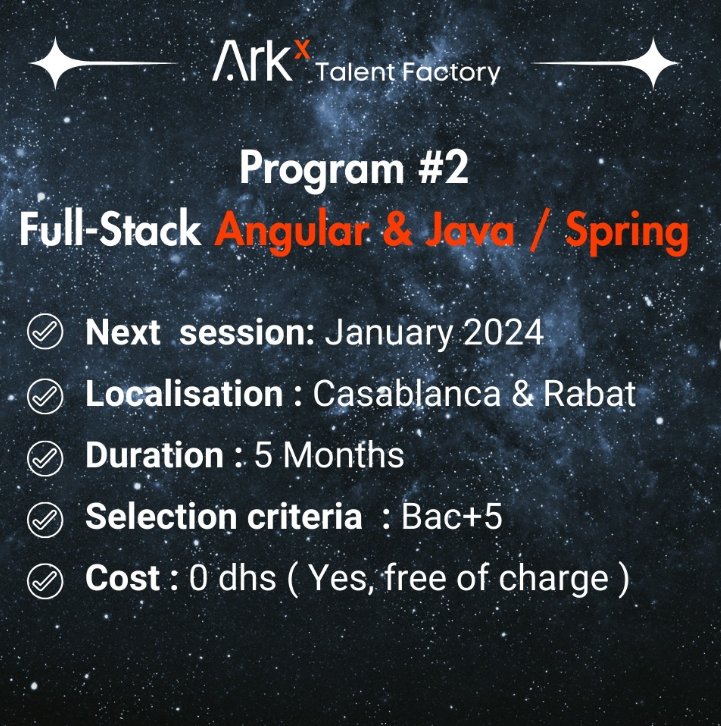 Arkx Talent Factory
Program #2
Full-Stack Angular & Java / Spring
Next session: January 2024
Localisation : Casablanca & Rabat
Duration : 5 Months
Selection criteria : Bac+5
Cost : 0 dhs ( Yes, free of charge )